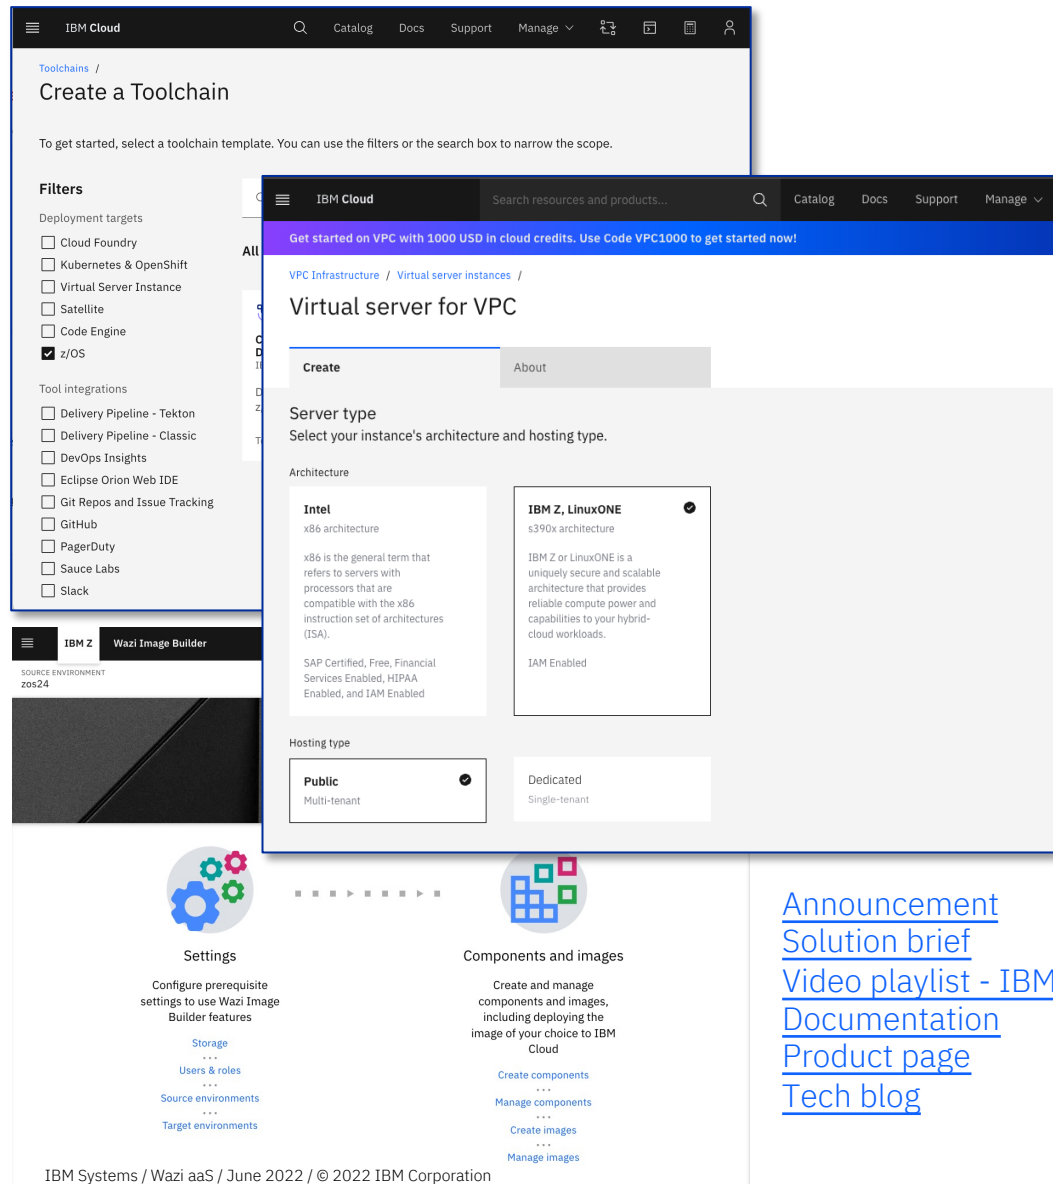 IBM Cloud
Catalog Docs Support Manage
Toolchains /
Create a Toolchain
To get started, select a toolchain template. You can use the filters or the search box to narrow the scope.
Filters
Deployment targets
Cloud Foundry
Kubernetes & OpenShift
Virtual Server Instance
Satellite
Code Engine
z/OS
Tool integrations
Delivery Pipeline - Tekton
Delivery Pipeline - Classic
DevOps Insights
Eclipse Orion Web IDE
Git Repos and Issue Tracking
GitHub
PagerDuty
Sauce Labs
Slack
All
IBM Cloud
Search resources and products...
Catalog Docs Support Manage
Get started on VPC with 1000 USD in cloud credits. Use Code VPC1000 to get started now!
VPC Infrastructure / Virtual server instances /
Virtual server for VPC
Create
About
Server type
Select your instance's architecture and hosting type.
Architecture
Intel
x86 architecture
x86 is the general term that
refers to servers with
processors that are
compatible with the x86
instruction set of architectures
(ISA).
SAP Certified, Free, Financial
Services Enabled, HIPAA
Enabled, and IAM Enabled
IBM Z, LinuxONE
s390x architecture
IBM Z or LinuxONE is a
uniquely secure and scalable
architecture that provides
reliable compute power and
capabilities to your hybrid-
cloud workloads.
IAM Enabled
Hosting type
Public
Multi-tenant
Dedicated
Single-tenant
IBM Z Wazi Image Builder
SOURCE ENVIRONMENT
zos24
Settings
Configure prerequisite
settings to use Wazi Image
Builder features
Storage
Users & roles
Source environments
Target environments
Components and images
Create and manage
components and images,
including deploying the
image of your choice to IBM
Cloud
Create components
Manage components
Create images
Manage images
Announcement
Solution brief
Video playlist - IBM
Documentation
Product page
Tech blog
IBM Systems / Wazi aaS / June 2022 / © 2022 IBM Corporation